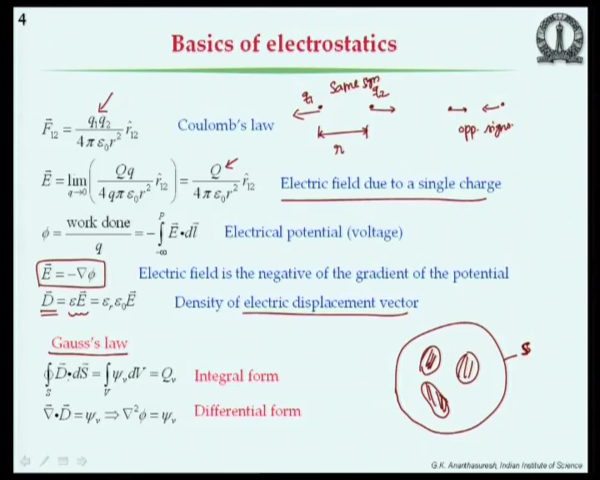 4
Basics of electrostatics
q₁ same sign q₂
r
opp. signs
F⃗₁₂ = q₁q₂ / 4πε₀r² r̂₁₂ Coulomb's law
E⃗ = lim q→0 (Qq / 4qπε₀r² r̂₁₂) = Q / 4πε₀r² r̂₁₂ Electric field due to a single charge
ϕ = work done / q = −∫_{−∞}^{p} E⃗•dl⃗ Electrical potential (voltage)
E⃗ = −∇ϕ Electric field is the negative of the gradient of the potential
D⃗ = εE⃗ = εᵣε₀E⃗ Density of electric displacement vector
Gauss's law
∮_S D⃗•dS⃗ = ∫_V ψᵥdV = Qᵥ Integral form
∇⃗•D⃗ = ψᵥ ⇒ ∇²ϕ = ψᵥ Differential form
S
G.K. Ananthasuresh, Indian Institute of Science